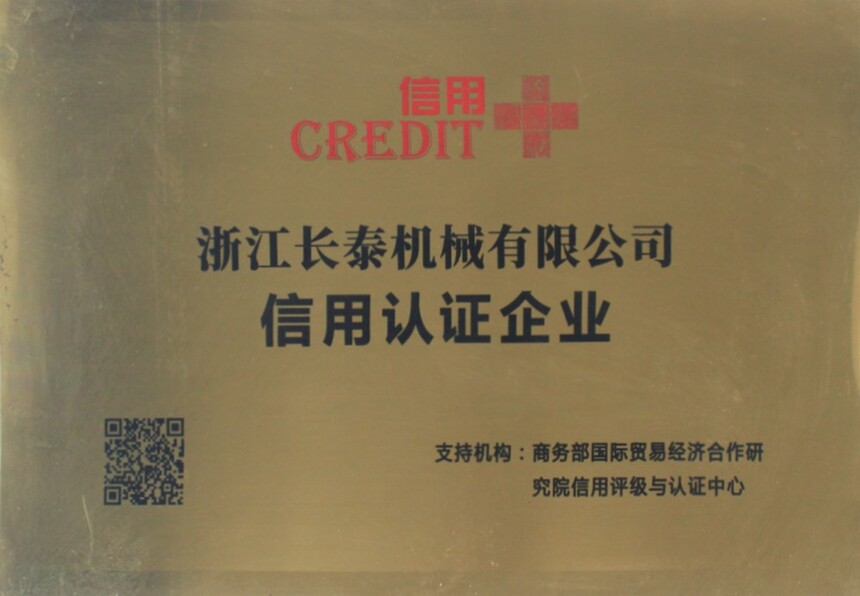 信用
CREDIT
浙江长泰机械有限公司
信用认证企业
支持机构：商务部国际贸易经济合作研
究院信用评级与认证中心